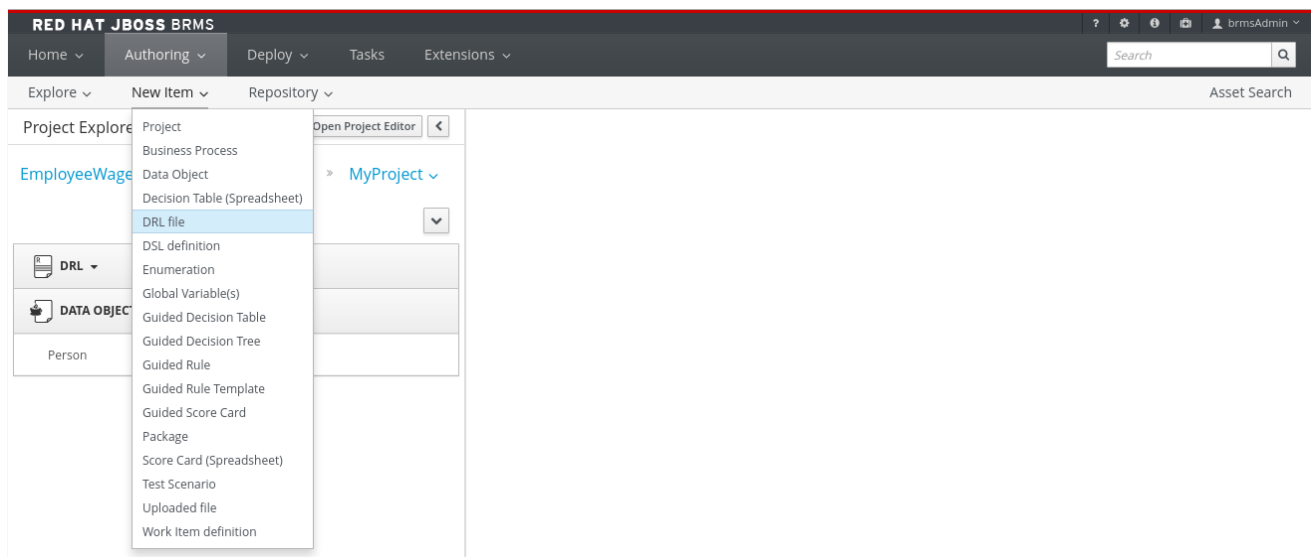 RED HAT JBOSS BRMS
? brmsAdmin
Home Authoring Deploy Tasks Extensions Search
Explore New Item Repository Asset Search
Project Explore Open Project Editor
EmployeeWage » MyProject
Project
Business Process
Data Object
Decision Table (Spreadsheet)
DRL file
DSL definition
Enumeration
Global Variable(s)
Guided Decision Table
Guided Decision Tree
Guided Rule
Guided Rule Template
Guided Score Card
Package
Score Card (Spreadsheet)
Test Scenario
Uploaded file
Work Item definition
DRL
DATA OBJEC
Person